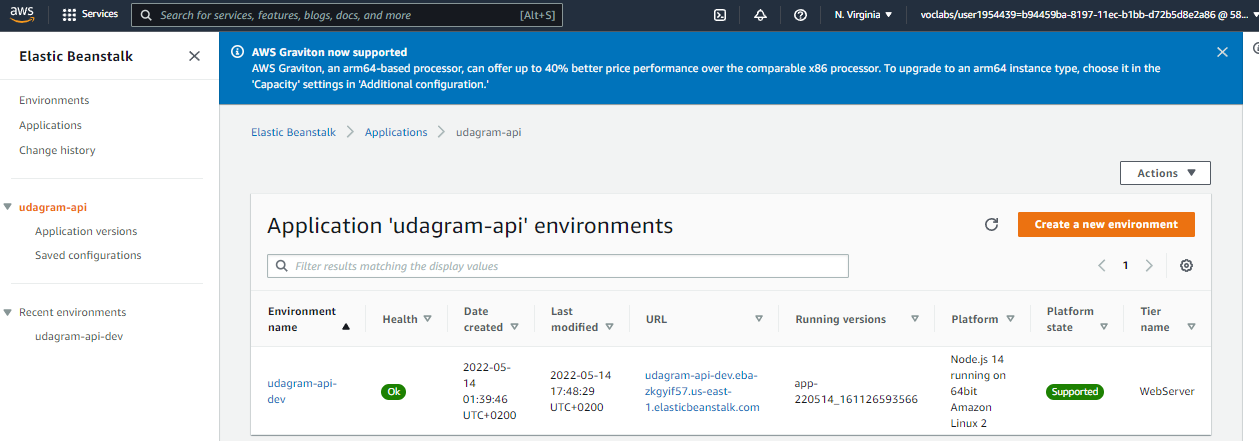 aws
Services
Search for services, features, blogs, docs, and more
[Alt+S]
N. Virginia
voclabs/user1954439=b94459ba-8197-11ec-b1bb-d72b5d8e2a86 @ 58...
Elastic Beanstalk
Environments
Applications
Change history
udagram-api
Application versions
Saved configurations
Recent environments
udagram-api-dev
AWS Graviton now supported
AWS Graviton, an arm64-based processor, can offer up to 40% better price performance over the comparable x86 processor. To upgrade to an arm64 instance type, choose it in the
'Capacity' settings in 'Additional configuration.'
Elastic Beanstalk
Applications
udagram-api
Actions
Application 'udagram-api' environments
Create a new environment
Filter results matching the display values
1
Environment
name
Health
Date
created
Last
modified
URL
Running versions
Platform
Platform
state
Tier
name
udagram-api-
dev
Ok
2022-05-
14
01:39:46
UTC+0200
2022-05-14
17:48:29
UTC+0200
udagram-api-dev.eba-
zkgyif57.us-east-
1.elasticbeanstalk.com
app-
220514_161126593566
Node.js 14
running on
64bit
Amazon
Linux 2
Supported
WebServer